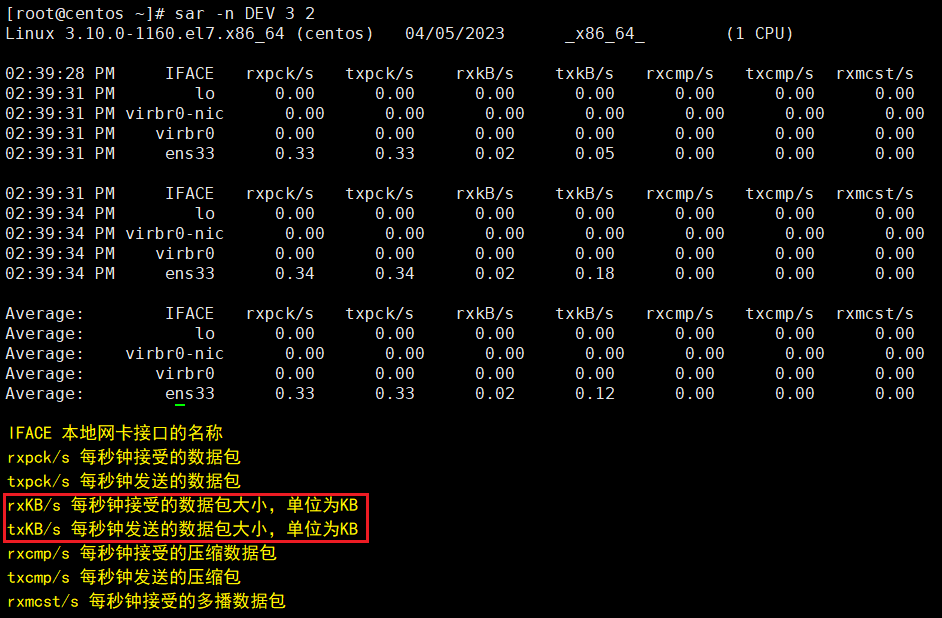 [root@centos ~]# sar -n DEV 3 2
Linux 3.10.0-1160.el7.x86_64 (centos) 04/05/2023 _x86_64_ (1 CPU)
02:39:28 PM IFACE rxpck/s txpck/s rxkB/s txkB/s rxcmp/s txcmp/s rxmcst/s
02:39:31 PM lo 0.00 0.00 0.00 0.00 0.00 0.00 0.00
02:39:31 PM virbr0-nic 0.00 0.00 0.00 0.00 0.00 0.00 0.00
02:39:31 PM virbr0 0.00 0.00 0.00 0.00 0.00 0.00 0.00
02:39:31 PM ens33 0.33 0.33 0.02 0.05 0.00 0.00 0.00
02:39:31 PM IFACE rxpck/s txpck/s rxkB/s txkB/s rxcmp/s txcmp/s rxmcst/s
02:39:34 PM lo 0.00 0.00 0.00 0.00 0.00 0.00 0.00
02:39:34 PM virbr0-nic 0.00 0.00 0.00 0.00 0.00 0.00 0.00
02:39:34 PM virbr0 0.00 0.00 0.00 0.00 0.00 0.00 0.00
02:39:34 PM ens33 0.34 0.34 0.02 0.18 0.00 0.00 0.00
Average: IFACE rxpck/s txpck/s rxkB/s txkB/s rxcmp/s txcmp/s rxmcst/s
Average: lo 0.00 0.00 0.00 0.00 0.00 0.00 0.00
Average: virbr0-nic 0.00 0.00 0.00 0.00 0.00 0.00 0.00
Average: virbr0 0.00 0.00 0.00 0.00 0.00 0.00 0.00
Average: ens33 0.33 0.33 0.02 0.12 0.00 0.00 0.00
IFACE 本地网卡接口的名称
rxpck/s 每秒钟接受的数据包
txpck/s 每秒钟发送的数据包
rxKB/s 每秒钟接受的数据包大小，单位为KB
txKB/s 每秒钟发送的数据包大小，单位为KB
rxcmp/s 每秒钟接受的压缩数据包
txcmp/s 每秒钟发送的压缩包
rxmcst/s 每秒钟接受的多播数据包